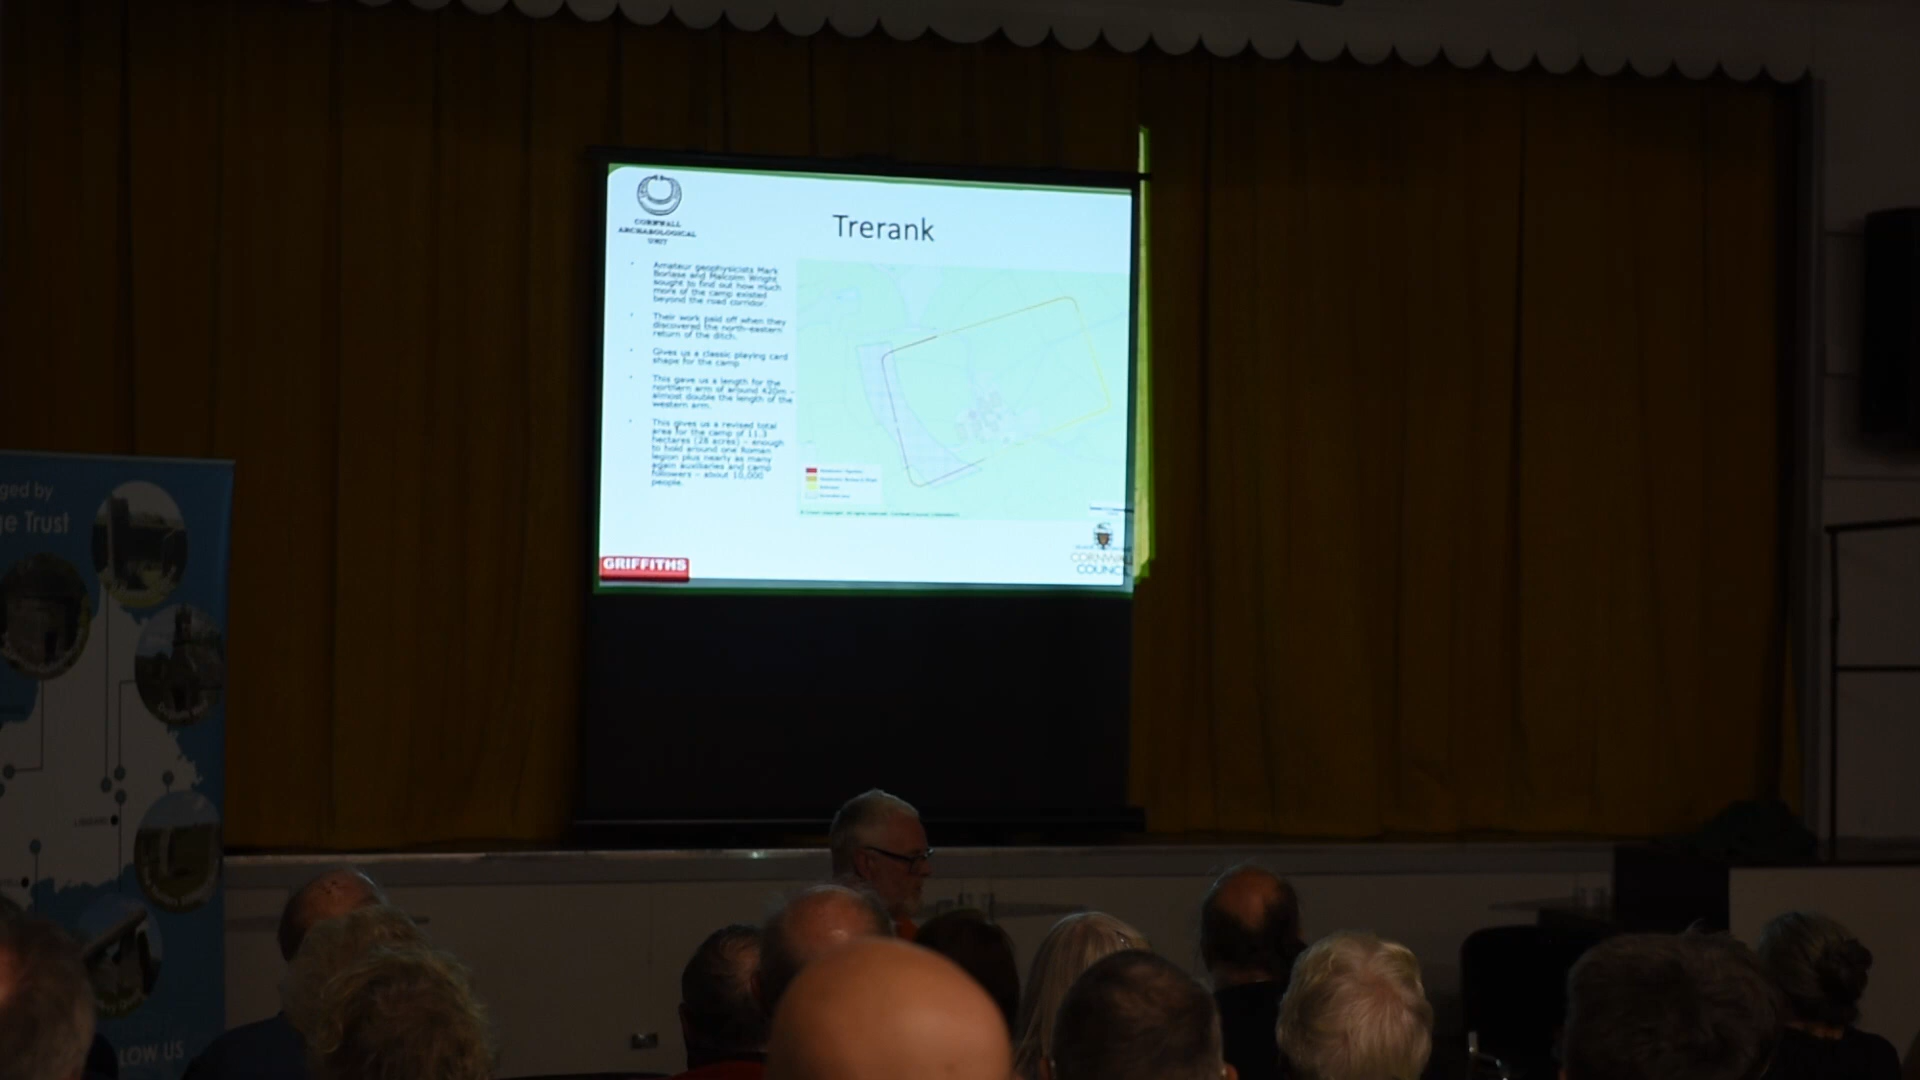 CORNWALL
ARCHAEOLOGICAL
UNIT
Trerank
Amateur geophysicists Mark
Borlase and Malcolm Wright
sought to find out how much
more of the camp existed
beyond the road corridor.
Their work paid off when they
discovered the north-eastern
return of the ditch.
Gives us a classic playing card
shape for the camp
This gave us a length for the
northern arm of around 420m –
almost double the length of the
western arm.
This gives us a revised total
area for the camp of 11.3
hectares (28 acres) – enough
to hold around one Roman
legion plus nearly as many
again auxiliaries and camp
followers – about 10,000
people.
GRIFFITHS
CORNWALL
COUNCIL
ged by
ge Trust
LOW US